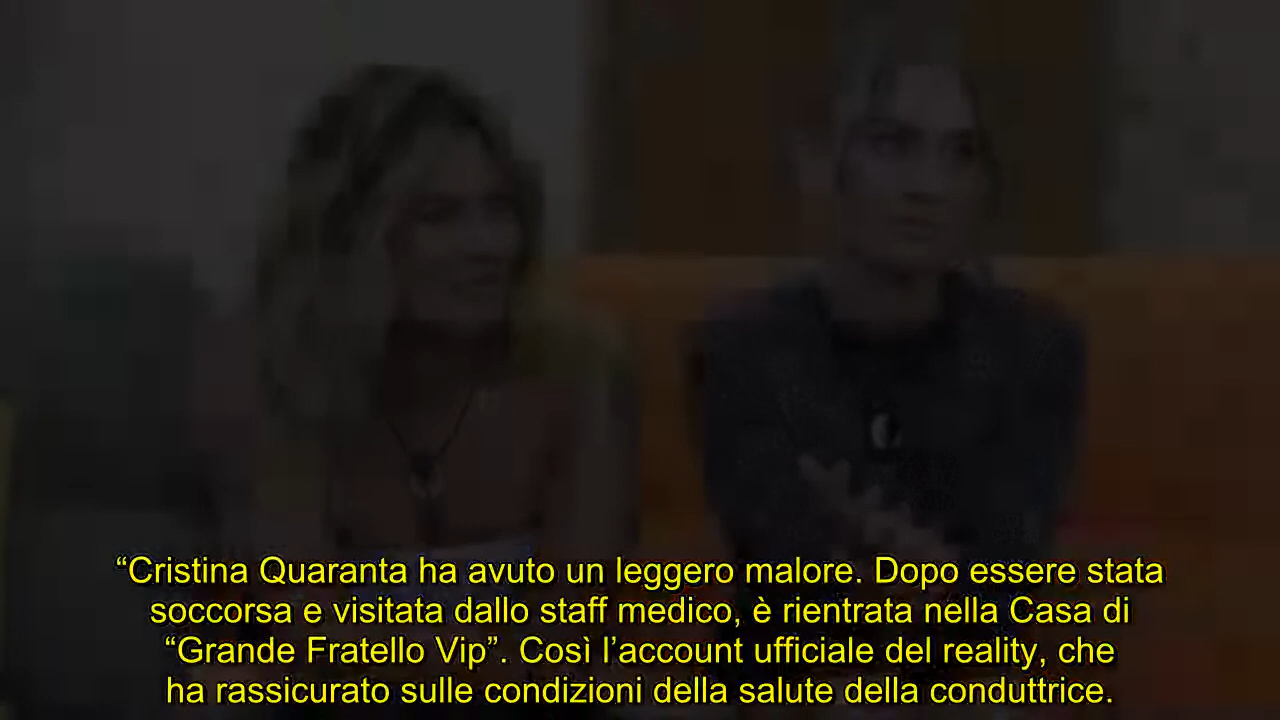 “Cristina Quaranta ha avuto un leggero malore. Dopo essere stata
soccorsa e visitata dallo staff medico, è rientrata nella Casa di
“Grande Fratello Vip”. Così l’account ufficiale del reality, che
ha rassicurato sulle condizioni della salute della conduttrice.